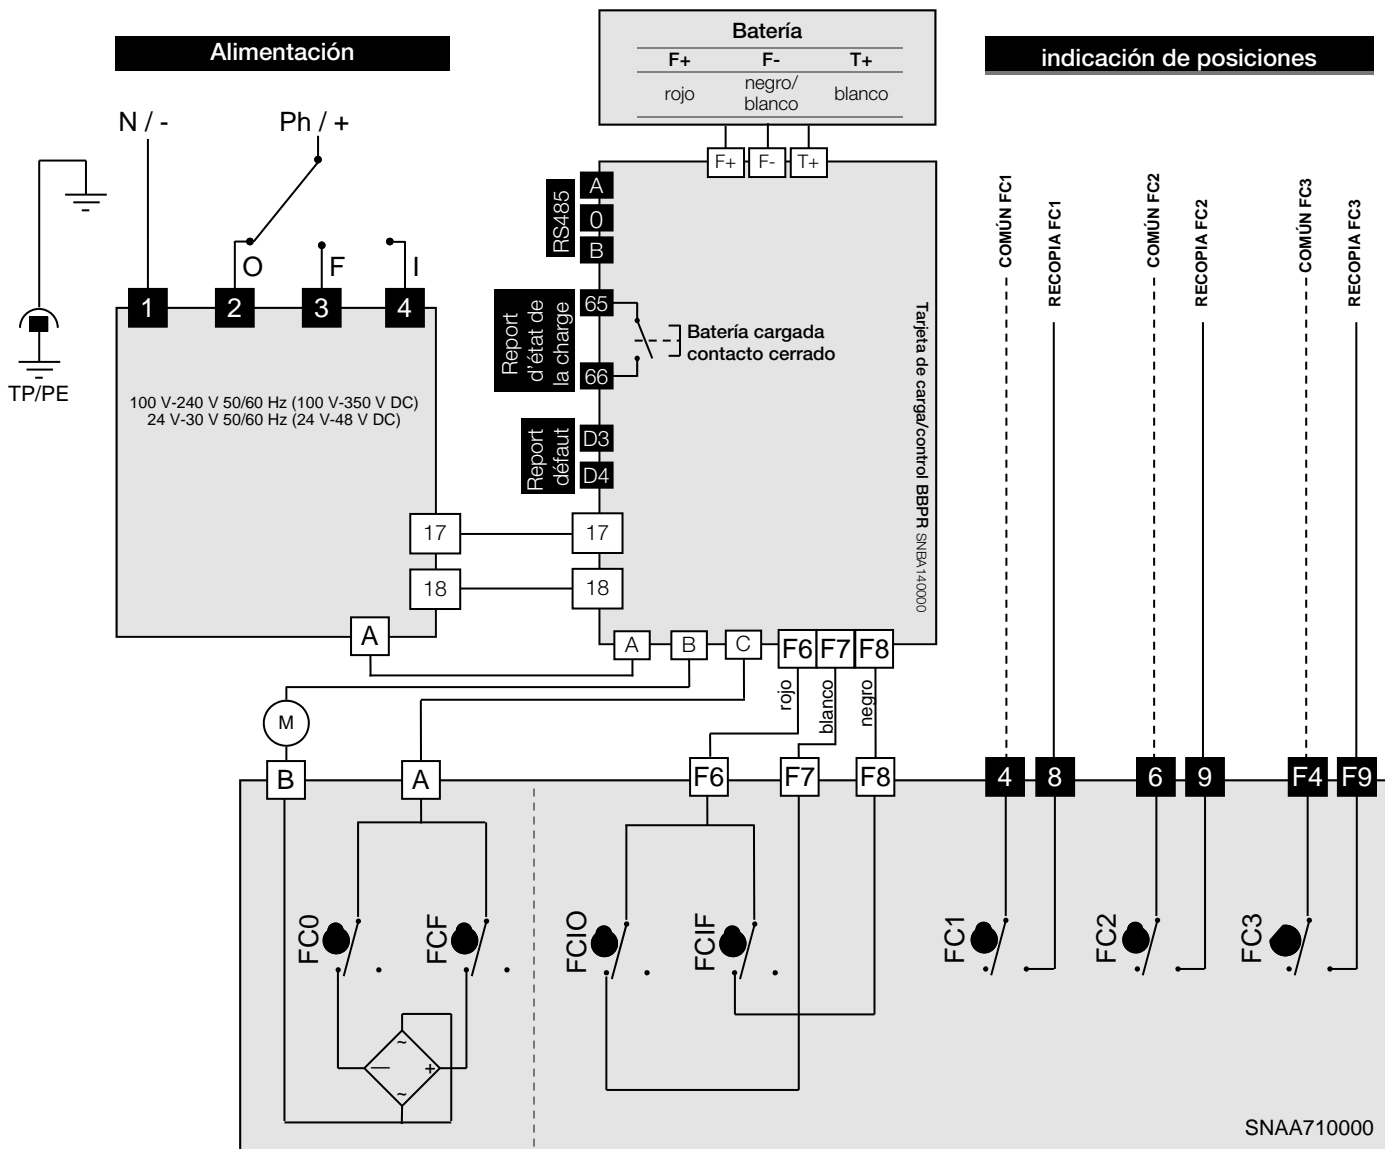 Alimentación
Batería
F+ F- T+
rojo negro/ blanco blanco
indicación de posiciones
N / -
Ph / +
F+ F- T+
RS485
A
0
B
O F I
1 2 3 4
TP/PE
100 V-240 V 50/60 Hz (100 V-350 V DC)
24 V-30 V 50/60 Hz (24 V-48 V DC)
Report
d'état de
la charge
65
66
Batería cargada
contacto cerrado
Report
défaut
D3
D4
Tarjeta de carga/control BBPR SNBA140000
17 17
18 18
A
A B C F6 F7 F8
rojo
blanco
negro
M
COMÚN FC1
RECOPIA FC1
COMÚN FC2
RECOPIA FC2
COMÚN FC3
RECOPIA FC3
B A F6 F7 F8 4 8 6 9 F4 F9
FC0
FCF
FCIO
FCIF
FC1
FC2
FC3
~
— +
~
SNAA710000